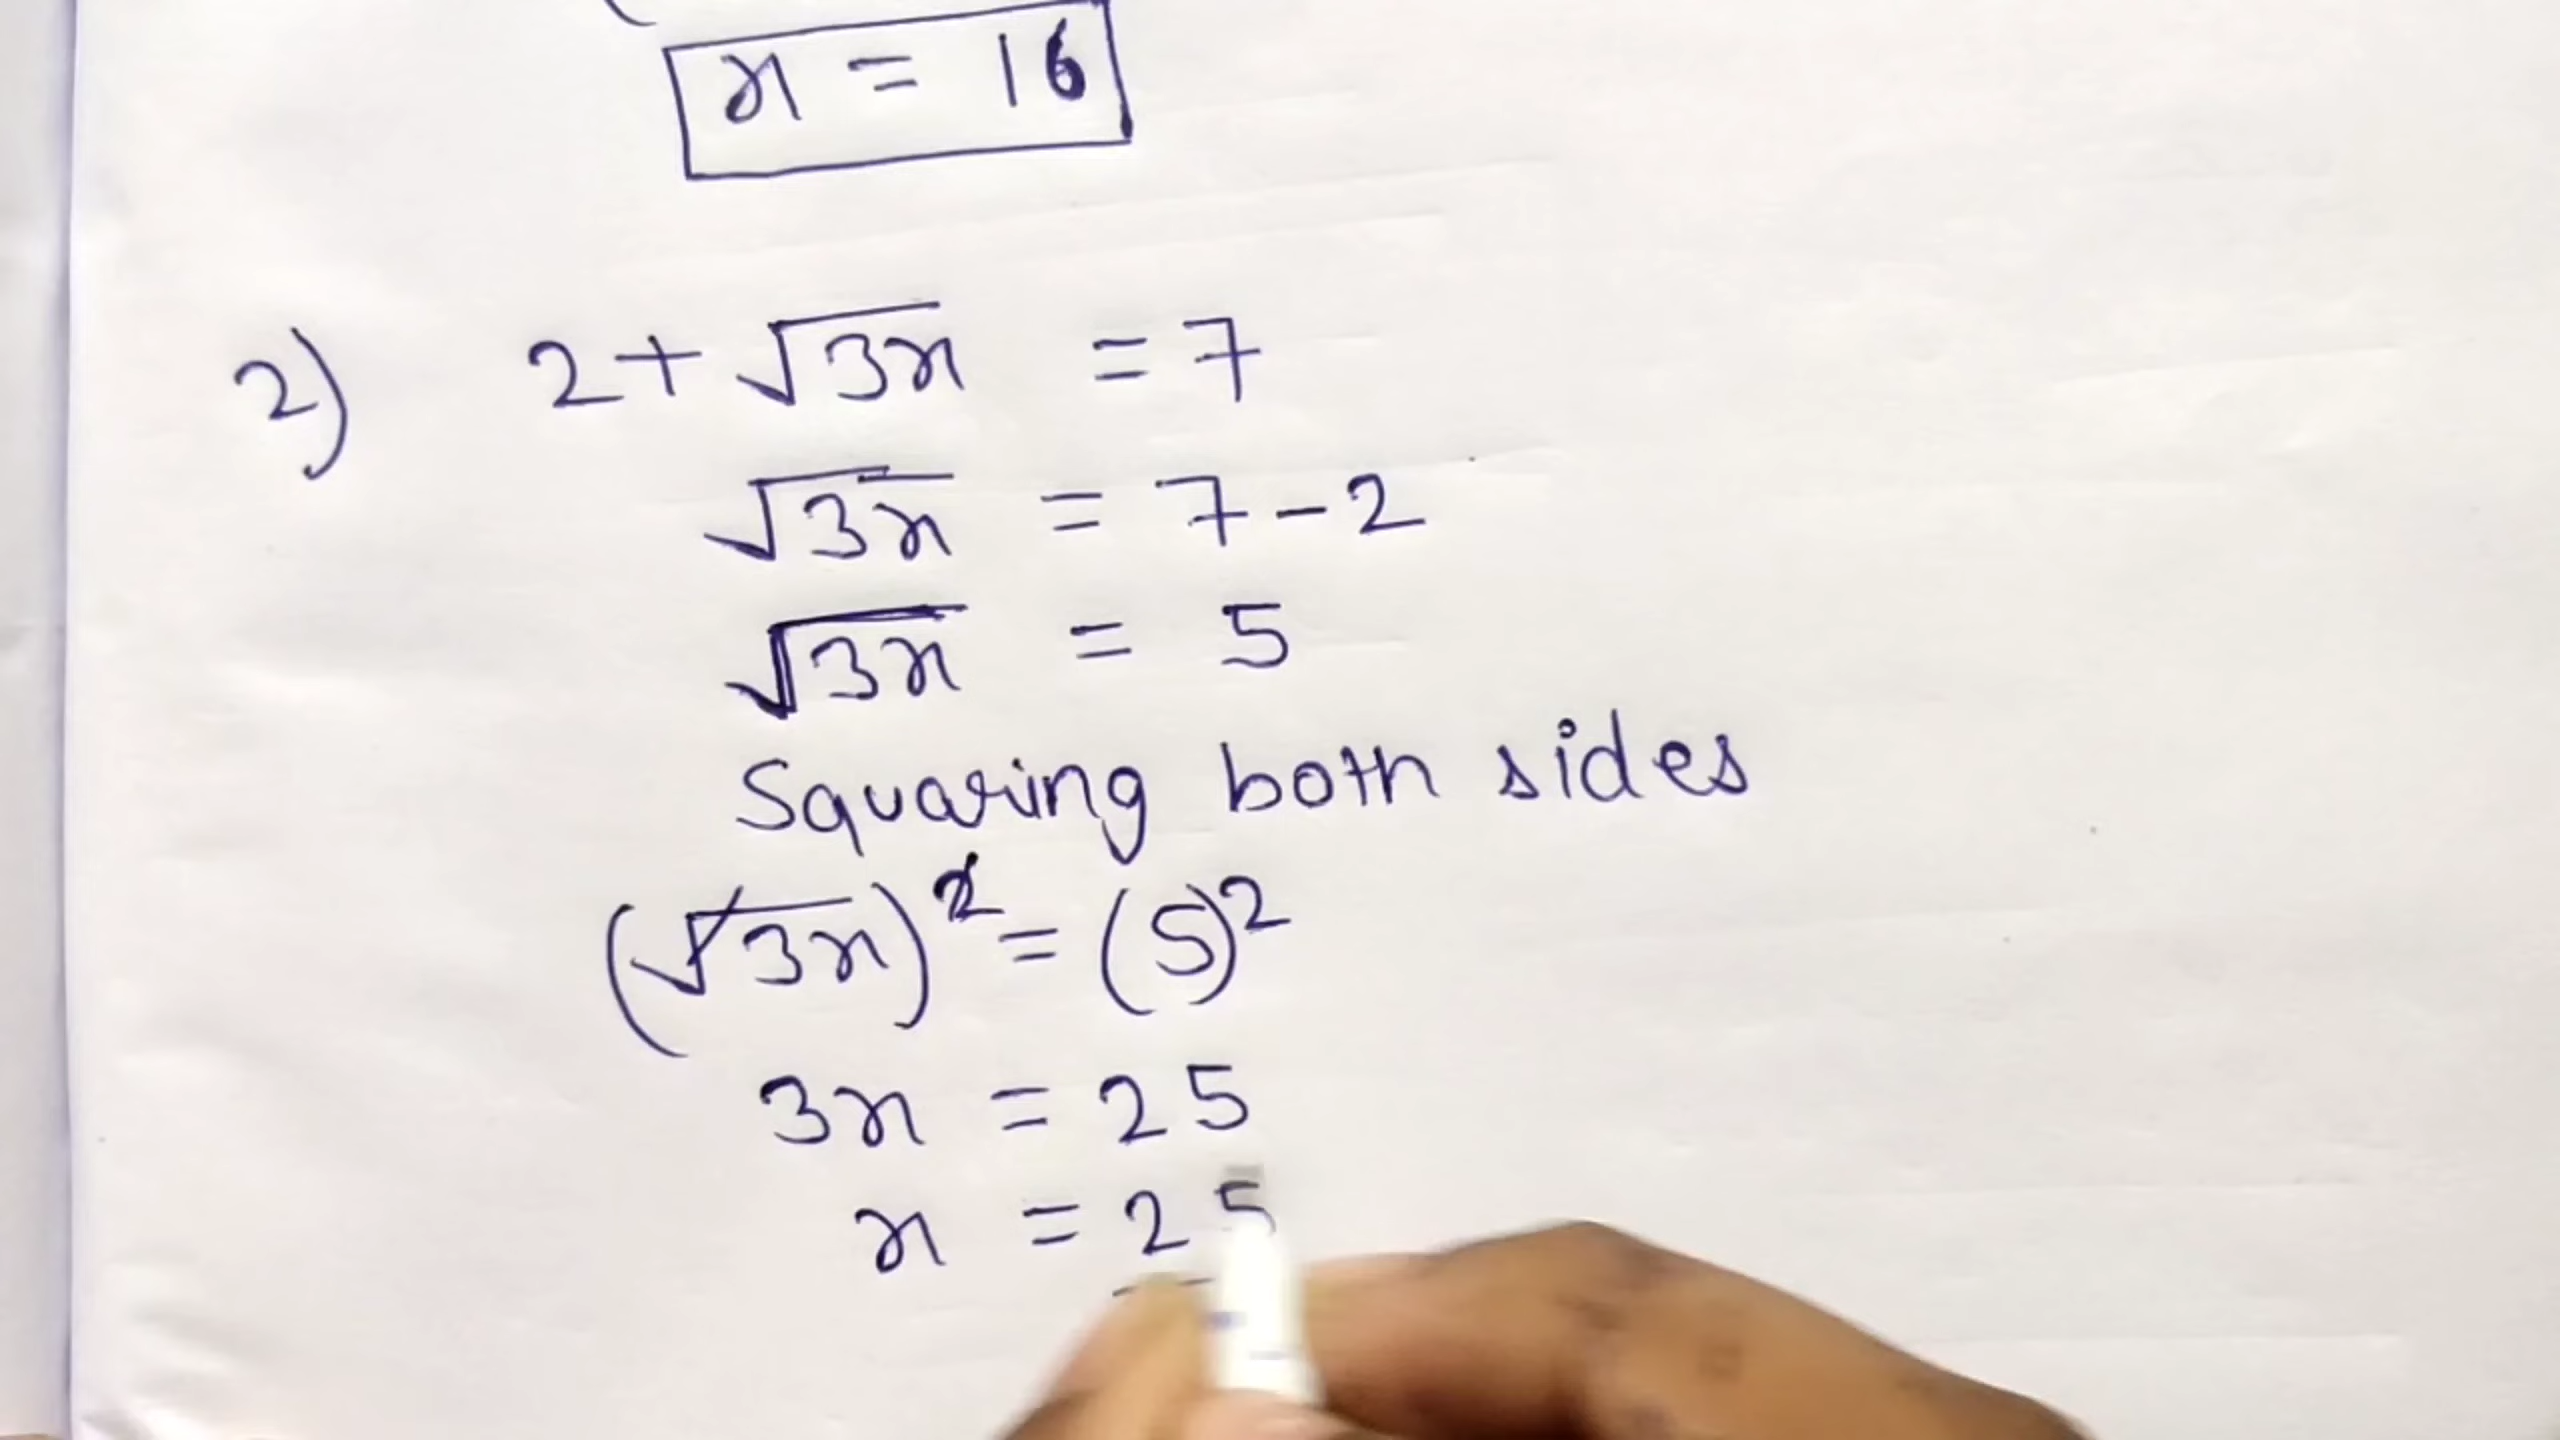 x = 16
2) 2 + √3x = 7
√3x = 7 - 2
√3x = 5
Squaring both sides
(√3x)² = (5)²
3x = 25
x = 25